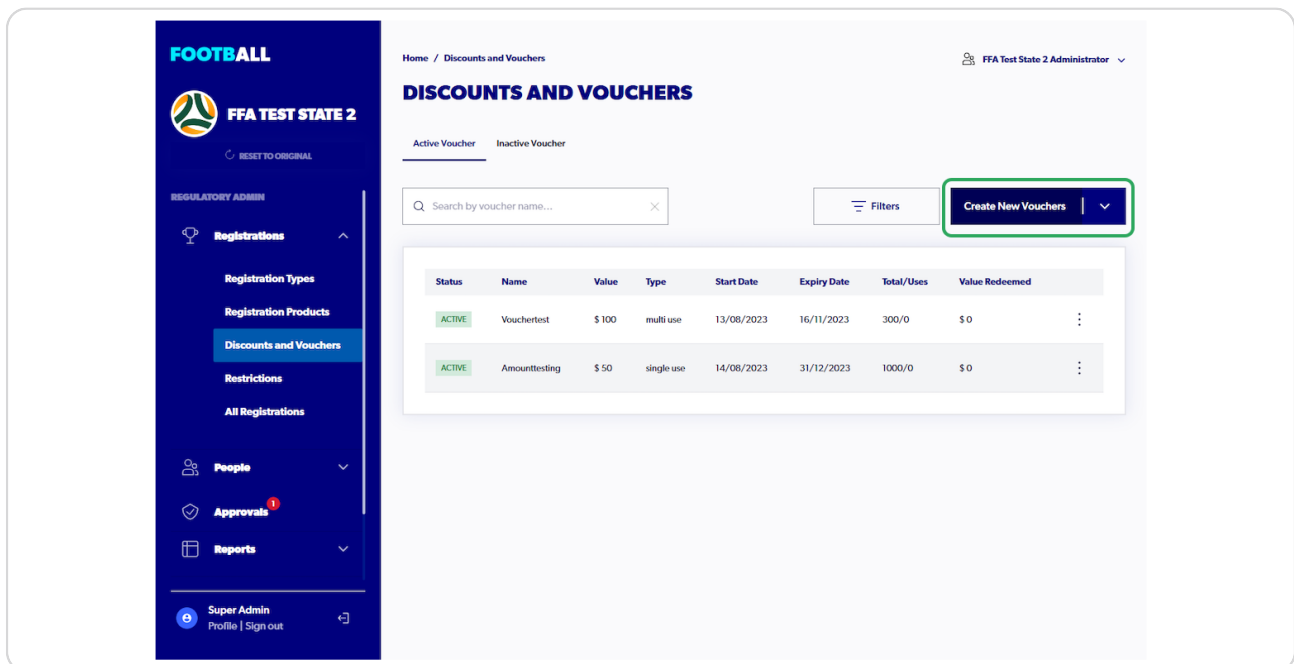 FOOTBALL
FFA TEST STATE 2
RESET TO ORIGINAL
REGULATORY ADMIN
Registrations
Registration Types
Registration Products
Discounts and Vouchers
Restrictions
All Registrations
People
Approvals 1
Reports
Super Admin
Profile | Sign out
Home / Discounts and Vouchers
FFA Test State 2 Administrator
DISCOUNTS AND VOUCHERS
Active Voucher Inactive Voucher
Search by voucher name...
Filters
Create New Vouchers
Status Name Value Type Start Date Expiry Date Total/Uses Value Redeemed
ACTIVE Vouchertest $ 100 multi use 13/08/2023 16/11/2023 300/0 $ 0
ACTIVE Amounttesting $ 50 single use 14/08/2023 31/12/2023 1000/0 $ 0